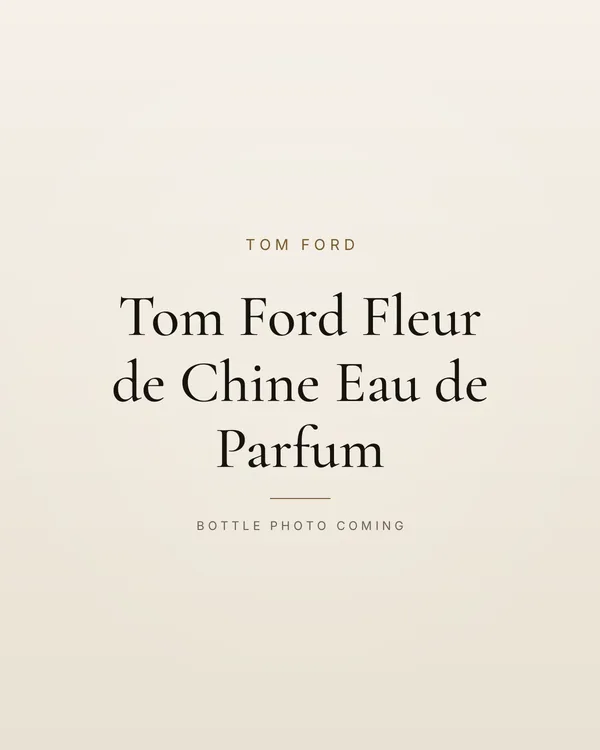 TOM FORD
Tom Ford Fleur
de Chine Eau de
Parfum
BOTTLE PHOTO COMING